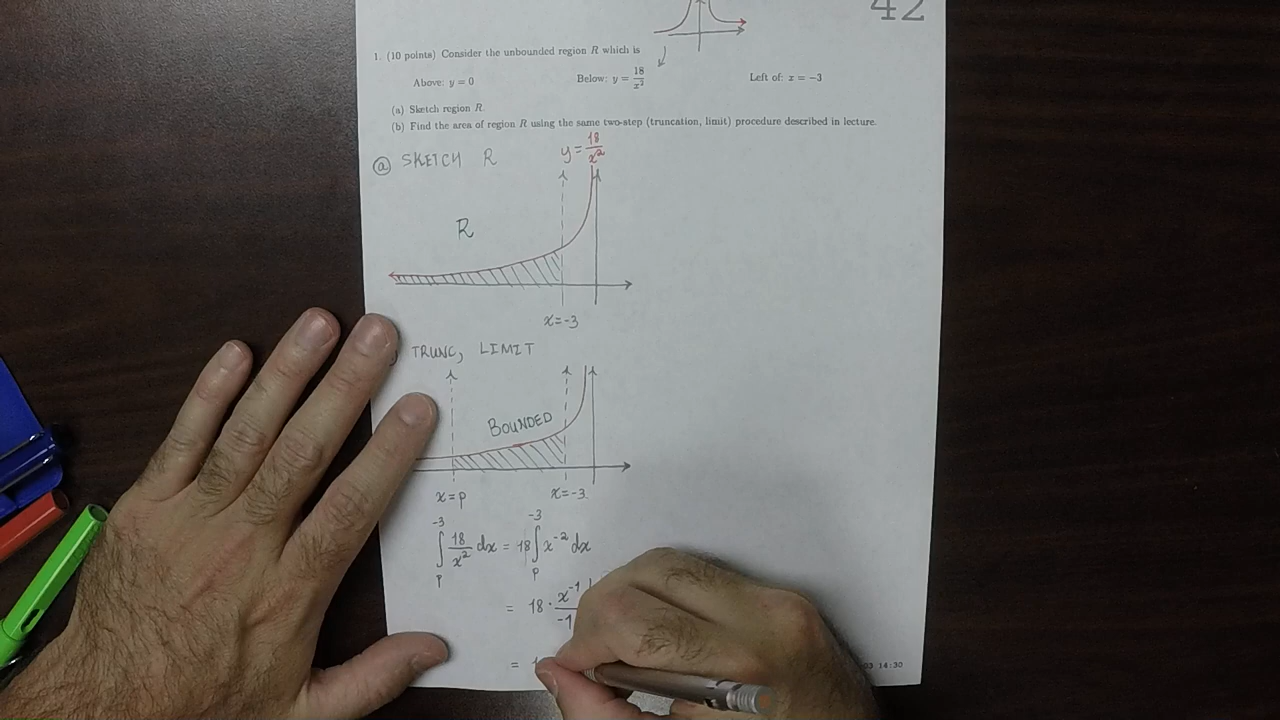 42
1. (10 points) Consider the unbounded region R which is
Above: y = 0 Below: y = 18/x² Left of: x = −3
(a) Sketch region R.
(b) Find the area of region R using the same two-step (truncation, limit) procedure described in lecture.
ⓐ SKETCH R y = 18/x²
R
x=-3
TRUNC, LIMIT
BOUNDED
x=p x=-3
∫_p^-3 18/x² dx = 18 ∫_p^-3 x^-2 dx
= 18 · x^-1/-1 |
=
14:30